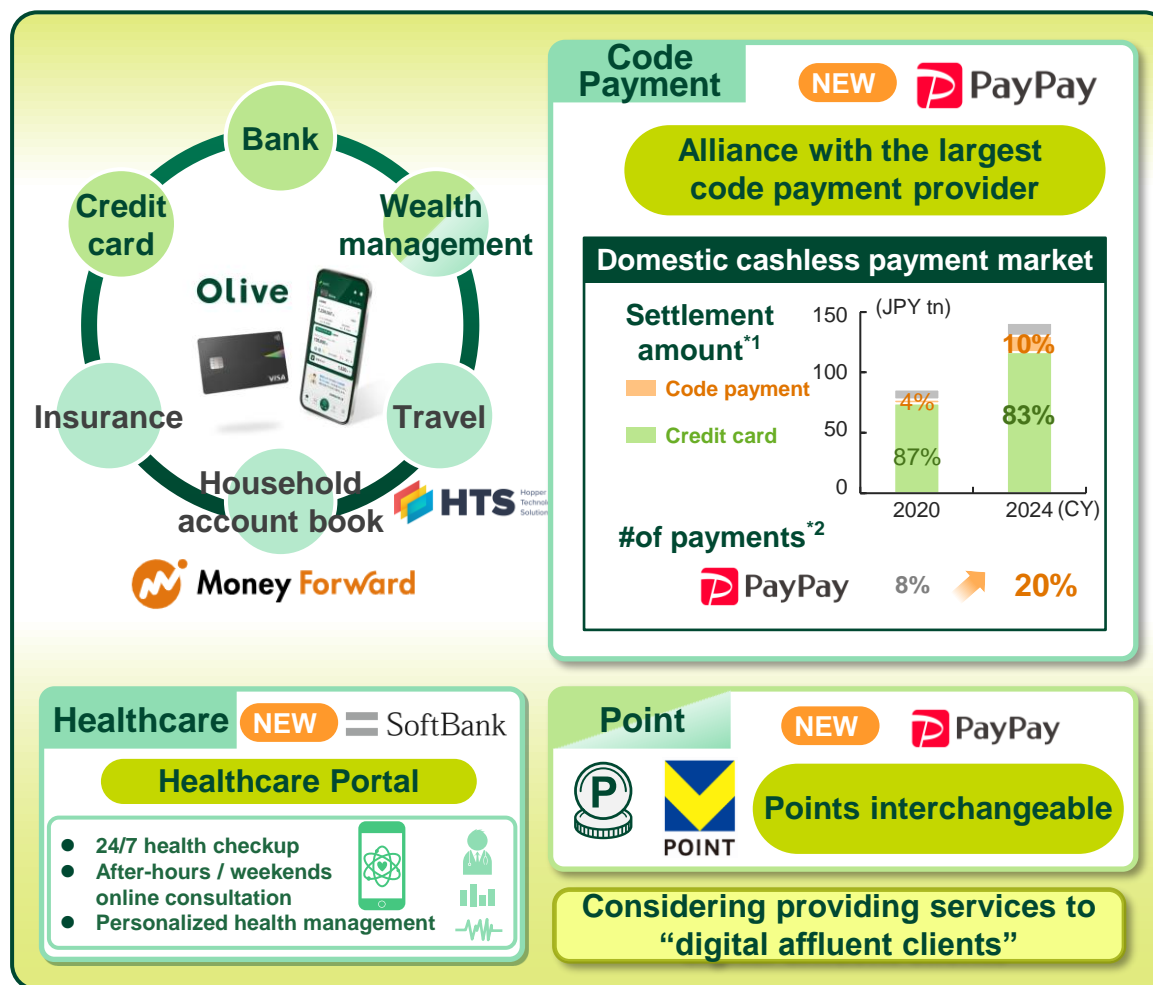 Bank
Credit
card
Wealth
management
Olive
VISA
Insurance
Travel
Household
account book
HTS
Hopper
Technol
Solution
Money Forward
Code
Payment
NEW
PayPay
Alliance with the largest
code payment provider
Domestic cashless payment market
Settlement
amount*1
Code payment
Credit card
(JPY tn)
150
100
50
0
4%
87%
10%
83%
2020
2024 (CY)
#of payments*2
PayPay
8%
20%
Healthcare
NEW
SoftBank
Healthcare Portal
● 24/7 health checkup
● After-hours / weekends
online consultation
● Personalized health management
Point
NEW
PayPay
P
POINT
Points interchangeable
Considering providing services to
“digital affluent clients”